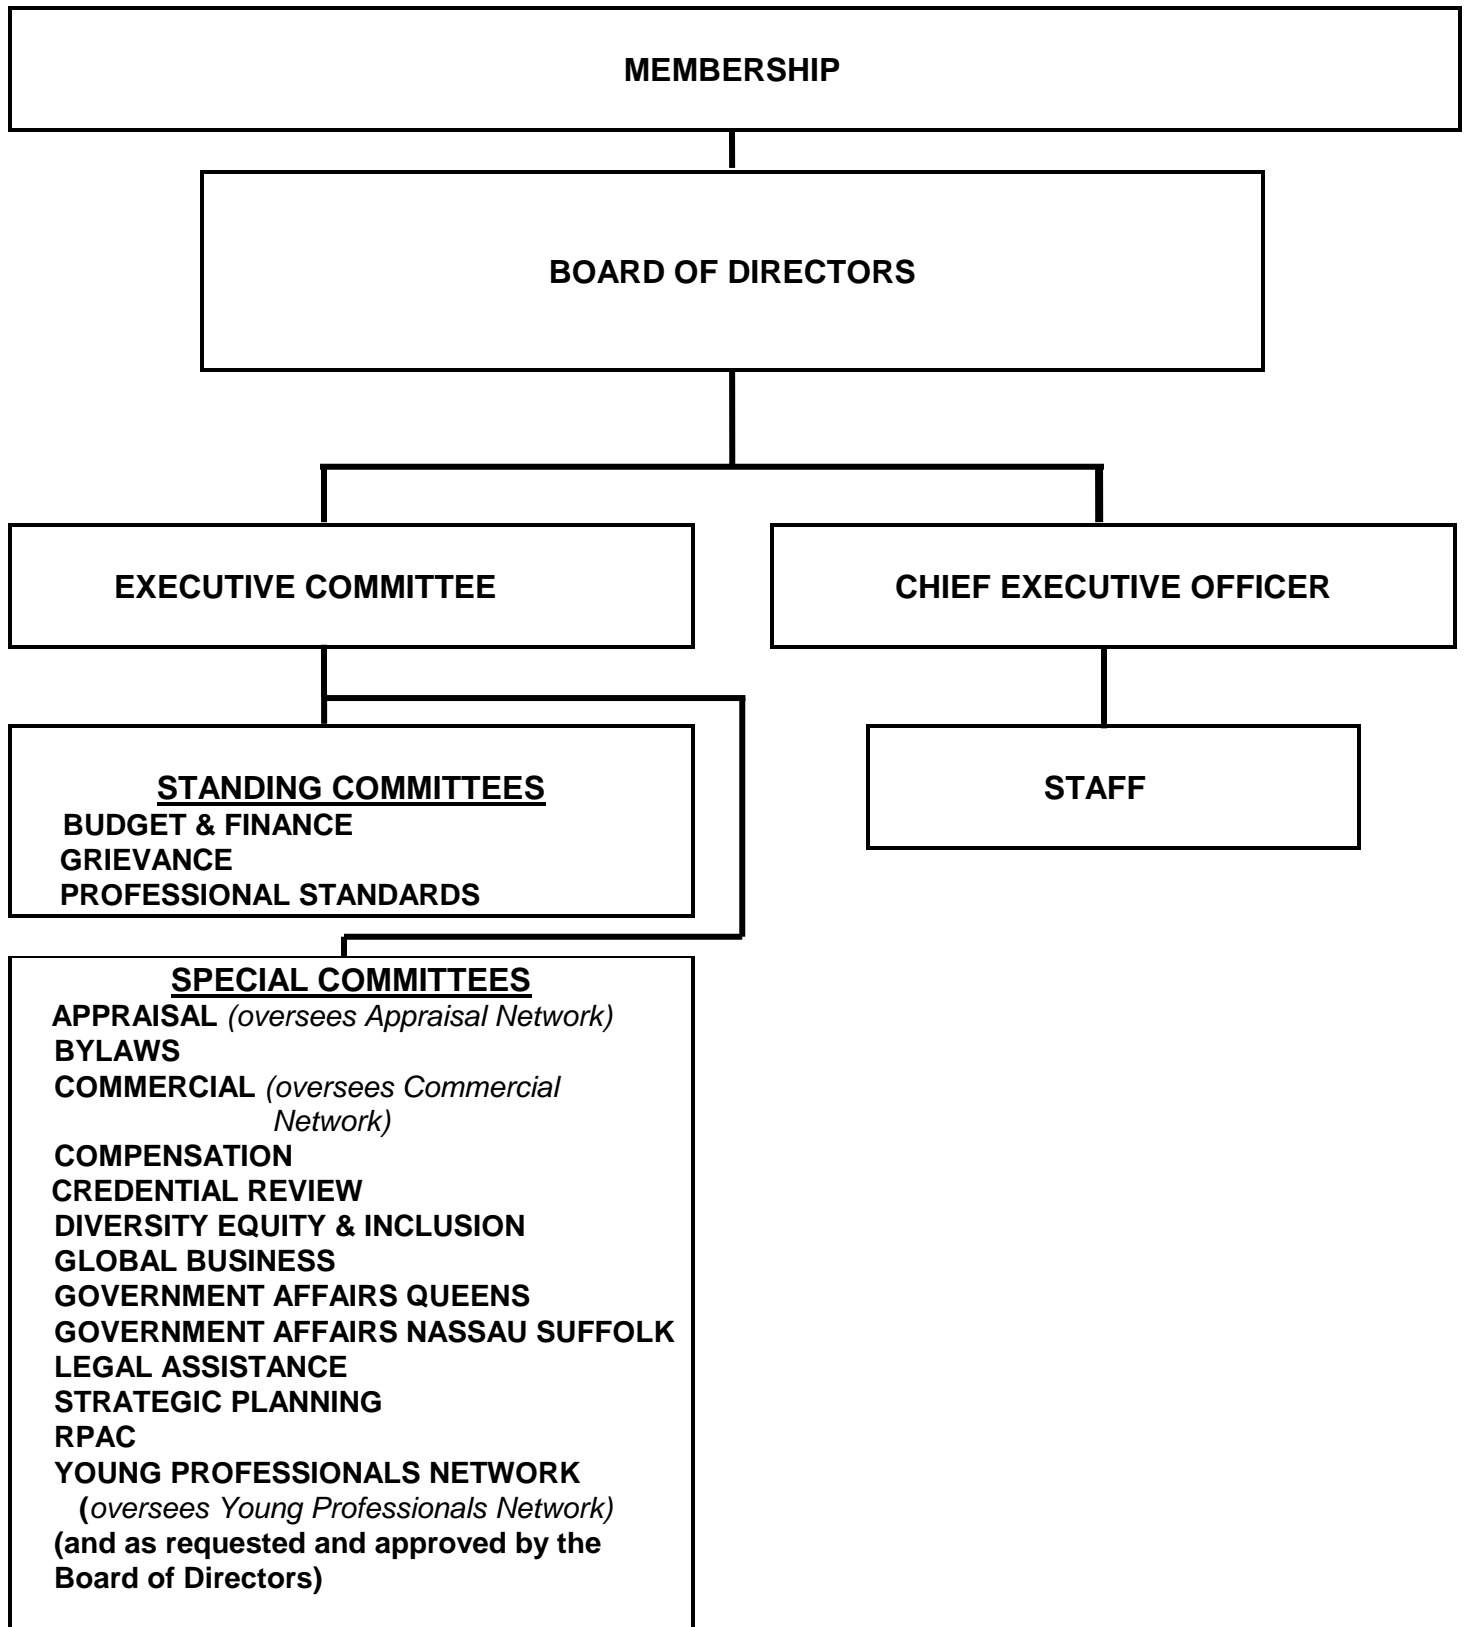 MEMBERSHIP
BOARD OF DIRECTORS
EXECUTIVE COMMITTEE
CHIEF EXECUTIVE OFFICER
STANDING COMMITTEES
BUDGET & FINANCE
GRIEVANCE
PROFESSIONAL STANDARDS
STAFF
SPECIAL COMMITTEES
APPRAISAL (oversees Appraisal Network)
BYLAWS
COMMERCIAL (oversees Commercial
Network)
COMPENSATION
CREDENTIAL REVIEW
DIVERSITY EQUITY & INCLUSION
GLOBAL BUSINESS
GOVERNMENT AFFAIRS QUEENS
GOVERNMENT AFFAIRS NASSAU SUFFOLK
LEGAL ASSISTANCE
STRATEGIC PLANNING
RPAC
YOUNG PROFESSIONALS NETWORK
(oversees Young Professionals Network)
(and as requested and approved by the
Board of Directors)